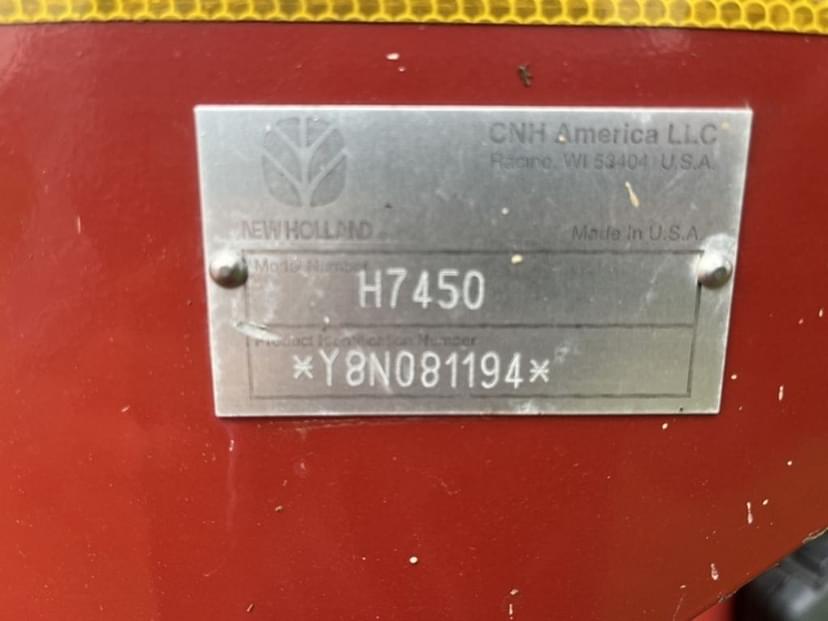 CNH America LLC
Racine, WI 53404 U.S.A.
NEW HOLLAND
Made in U.S.A.
Model Number
H7450
Product Identification Number
*Y8N081194*